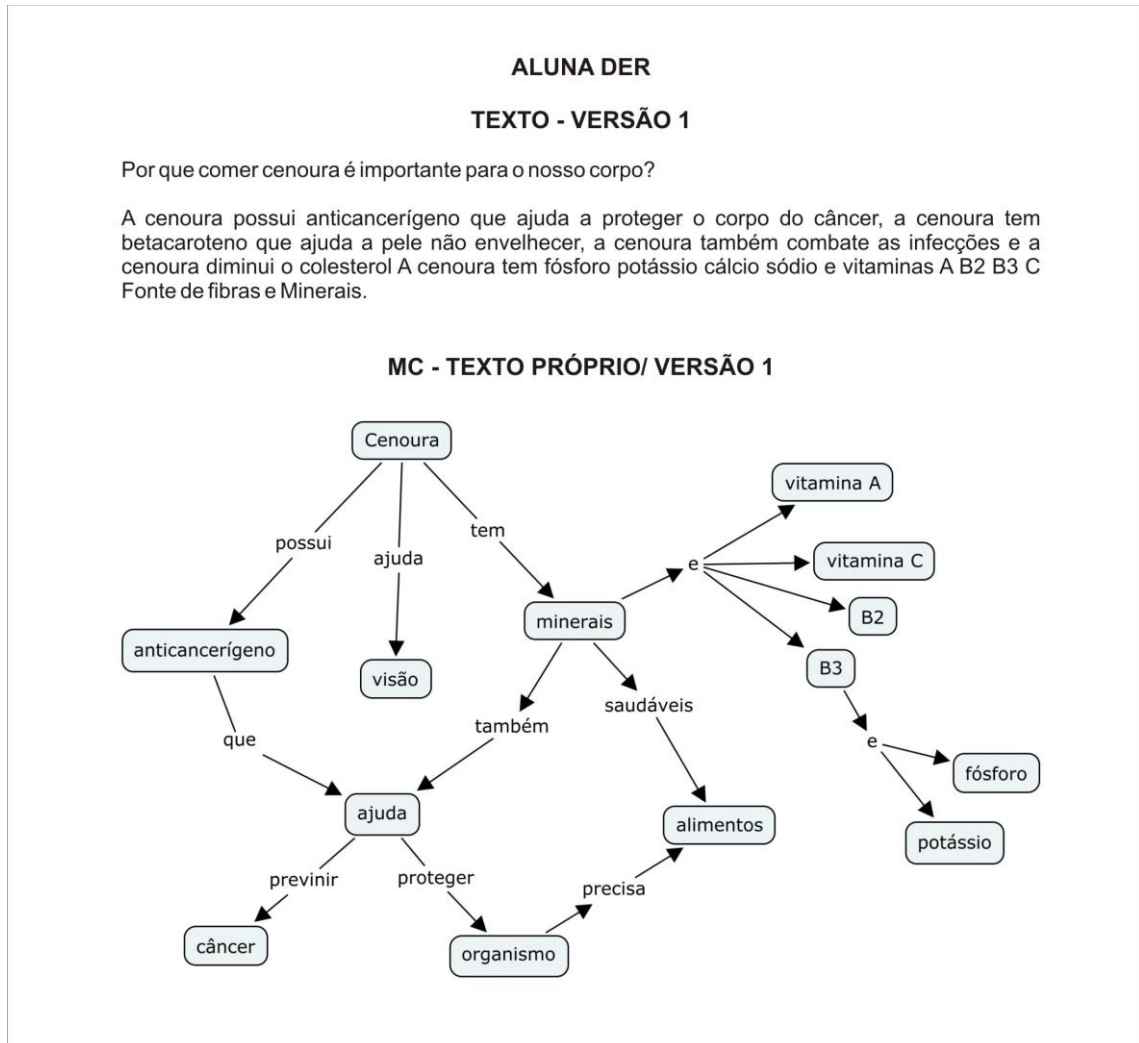 ALUNA DER
TEXTO - VERSÃO 1
Por que comer cenoura é importante para o nosso corpo?
A cenoura possui anticancerígeno que ajuda a proteger o corpo do câncer, a cenoura tem
betacaroteno que ajuda a pele não envelhecer, a cenoura também combate as infecções e a
cenoura diminui o colesterol A cenoura tem fósforo potássio cálcio sódio e vitaminas A B2 B3 C
Fonte de fibras e Minerais.
MC - TEXTO PRÓPRIO/ VERSÃO 1
Cenoura
possui
ajuda
tem
anticancerígeno
visão
minerais
e
vitamina A
vitamina C
B2
B3
e
fósforo
potássio
que
também
saudáveis
ajuda
alimentos
previnir
proteger
precisa
câncer
organismo